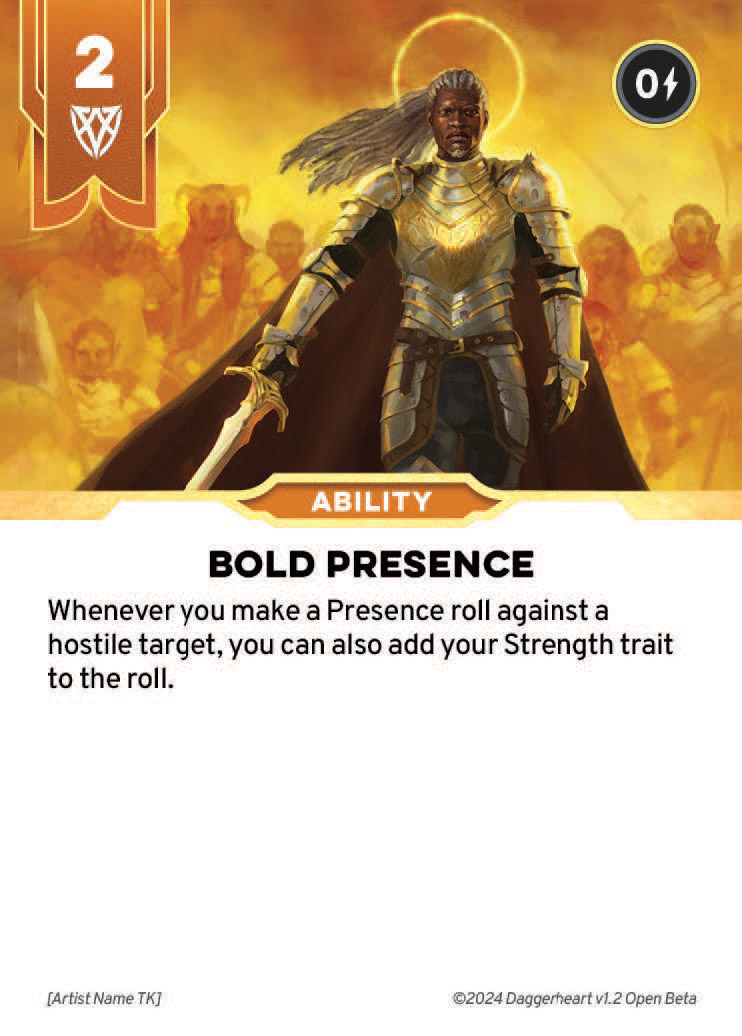 2
0
ABILITY
BOLD PRESENCE
Whenever you make a Presence roll against a
hostile target, you can also add your Strength trait
to the roll.
[Artist Name TK]
©2024 Daggerheart v1.2 Open Beta